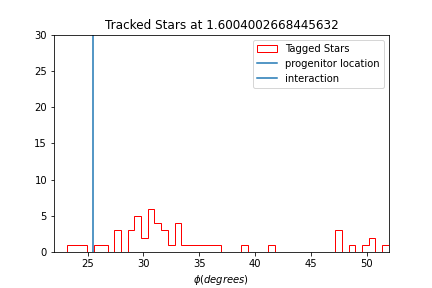 Tracked Stars at 1.6004002668445632
30
25
20
15
10
5
0
Tagged Stars
progenitor location
interaction
25 30 35 40 45 50
ϕ(degrees)